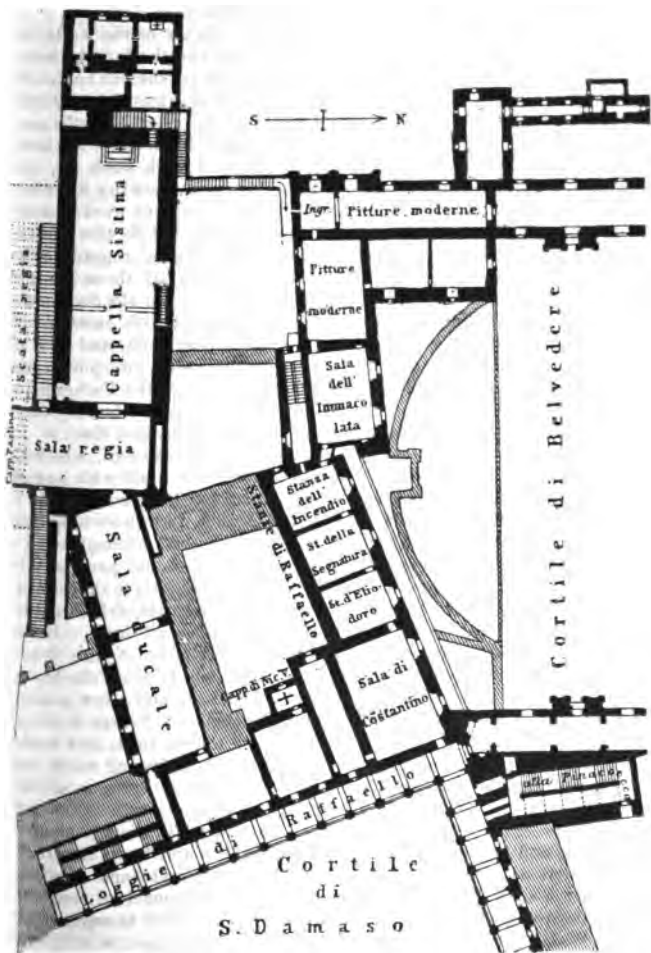 S N
Cappella Sistina
Ingr.
Pitture moderne
Pitture
moderne
Sala
dell'
Immaco
lata
Cortile di Belvedere
Sala regia
Stanza
dell'
Incendio
St. della
Segnatura
St. d'Elio-
doro
Stanze di Raffaello
Sala ducale
Capp. di Nic. V.
Sala di
Costantino
Loggie di Raffaello
Cortile
di
S. Damaso